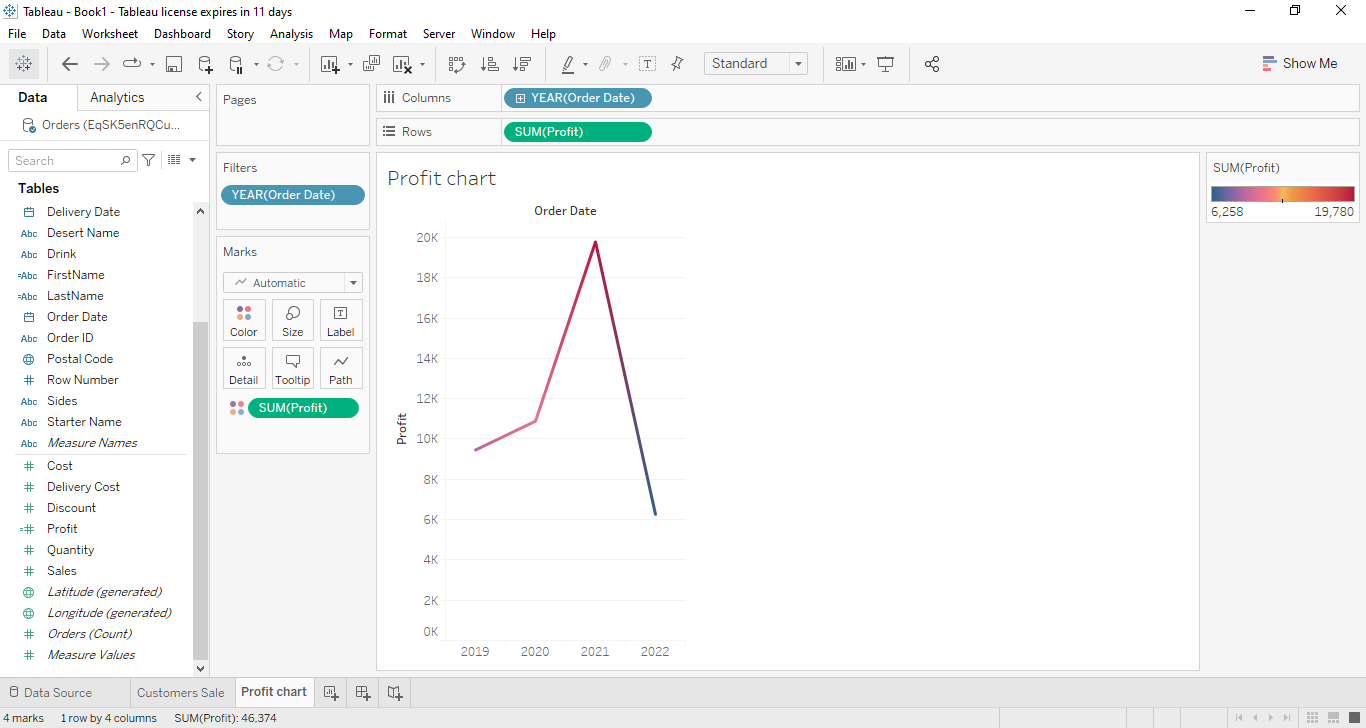 Tableau - Book1 - Tableau license expires in 11 days
File Data Worksheet Dashboard Story Analysis Map Format Server Window Help
Standard
Show Me
Data Analytics
Orders (EqSK5enRQCu...
Search
Tables
Delivery Date
Abc Desert Name
Abc Drink
=Abc FirstName
=Abc LastName
Order Date
Abc Order ID
Postal Code
# Row Number
Abc Sides
Abc Starter Name
Abc Measure Names
# Cost
# Delivery Cost
# Discount
=# Profit
# Quantity
# Sales
Latitude (generated)
Longitude (generated)
# Orders (Count)
# Measure Values
Pages
Filters
YEAR(Order Date)
Marks
Automatic
Color Size Label
Detail Tooltip Path
SUM(Profit)
Columns YEAR(Order Date)
Rows SUM(Profit)
Profit chart
Order Date
Profit
20K
18K
16K
14K
12K
10K
8K
6K
4K
2K
0K
2019 2020 2021 2022
SUM(Profit)
6,258 19,780
Data Source Customers Sale Profit chart
4 marks 1 row by 4 columns SUM(Profit): 46,374